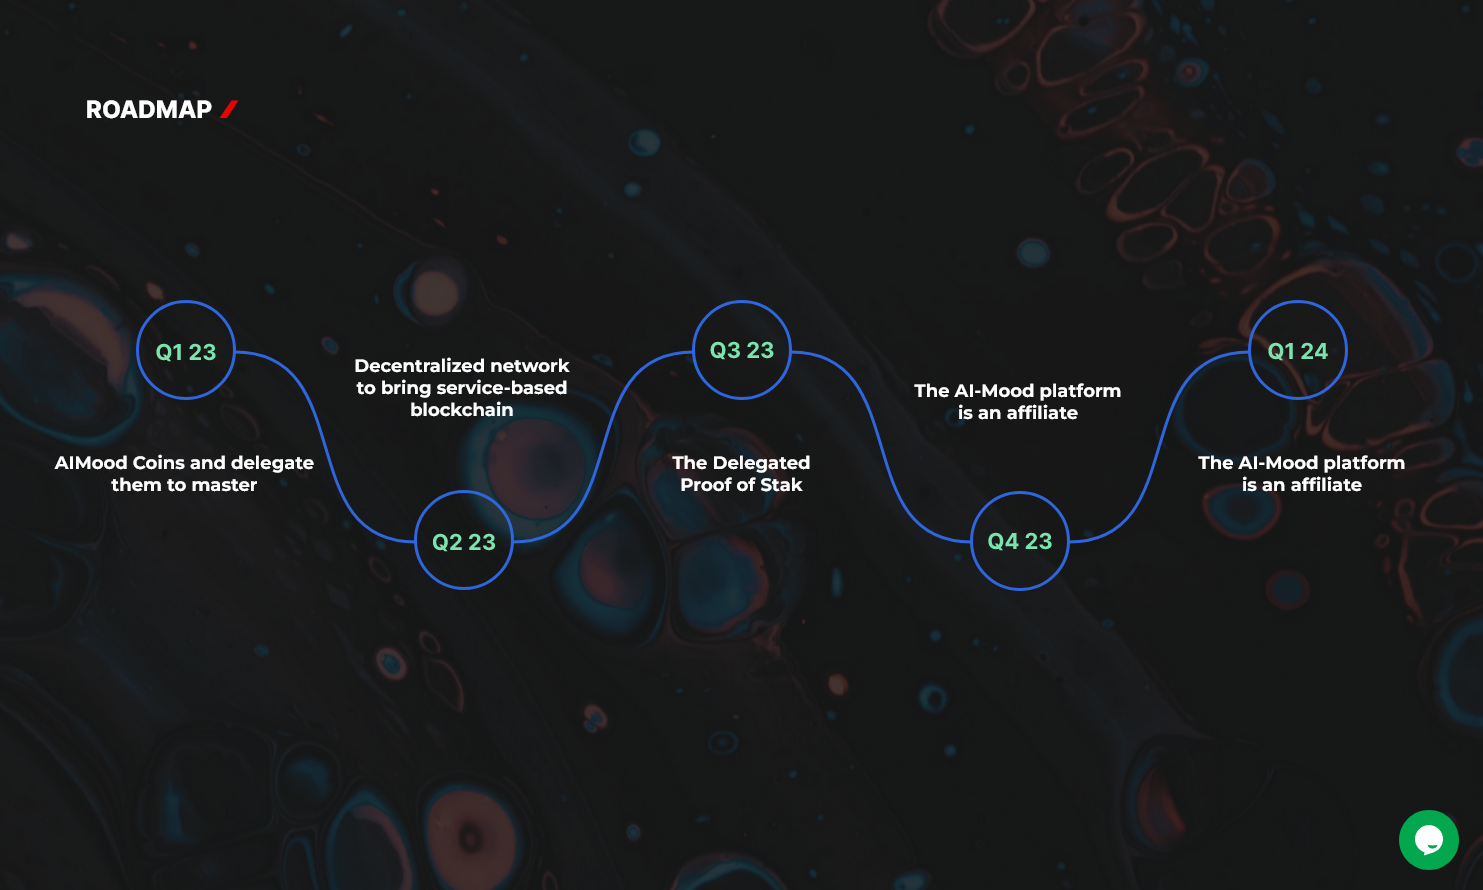 ROADMAP
Q1 23
AIMood Coins and delegate
them to master
Decentralized network
to bring service-based
blockchain
Q2 23
Q3 23
The Delegated
Proof of Stak
The AI-Mood platform
is an affiliate
Q4 23
Q1 24
The AI-Mood platform
is an affiliate